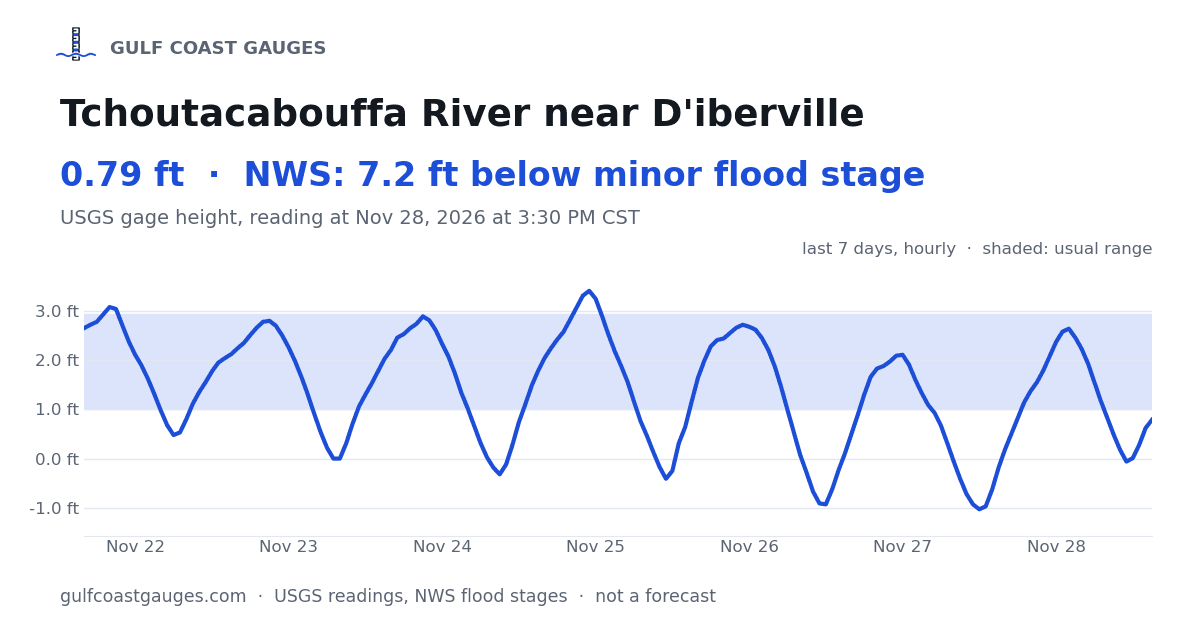 GULF COAST GAUGES
Tchoutacabouffa River near D'iberville
0.79 ft · NWS: 7.2 ft below minor flood stage
USGS gage height, reading at Nov 28, 2026 at 3:30 PM CST
last 7 days, hourly · shaded: usual range
3.0 ft
2.0 ft
1.0 ft
0.0 ft
-1.0 ft
Nov 22 Nov 23 Nov 24 Nov 25 Nov 26 Nov 27 Nov 28
gulfcoastgauges.com · USGS readings, NWS flood stages · not a forecast